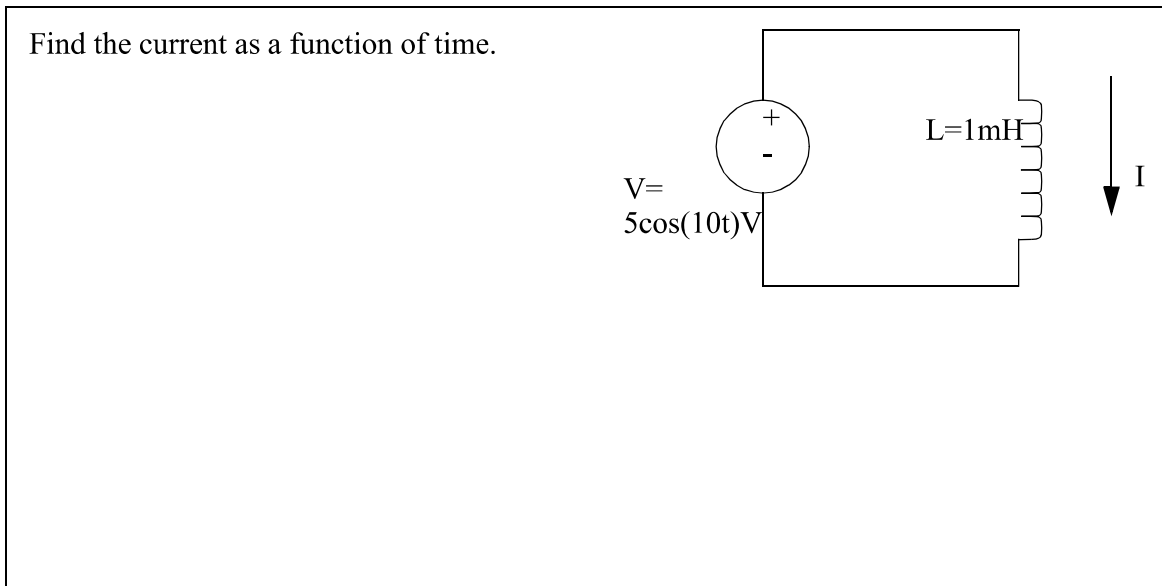 Find the current as a function of time.
+
L=1mH
-
I
V=
5cos(10t)V